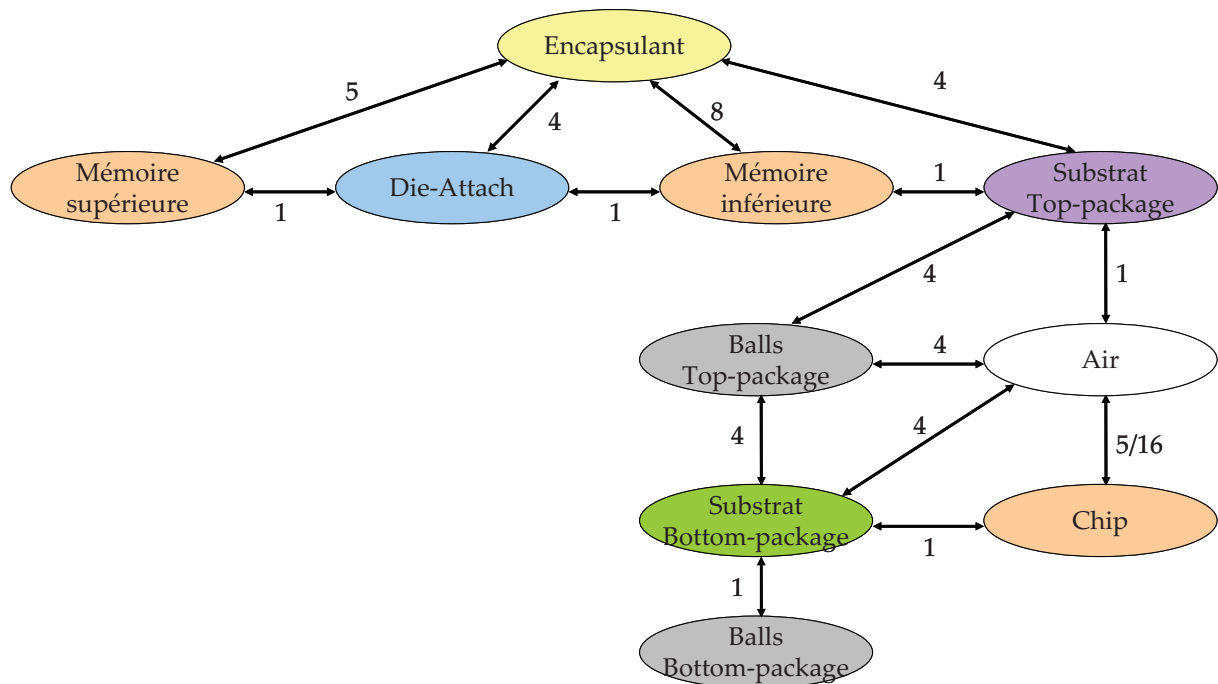 Encapsulant
5
4
8
4
Mémoire
supérieure
1
Die-Attach
1
Mémoire
inférieure
1
Substrat
Top-package
4
1
Balls
Top-package
4
Air
4
4
5/16
Substrat
Bottom-package
1
Chip
1
Balls
Bottom-package